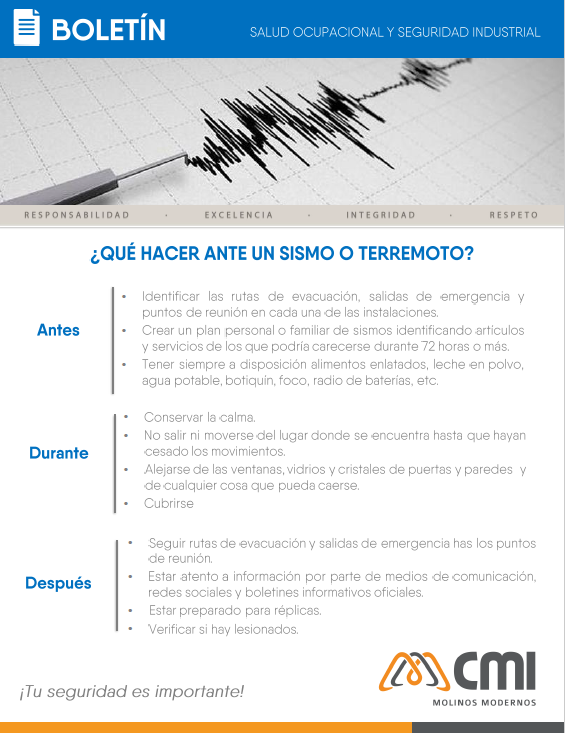 BOLETÍN
SALUD OCUPACIONAL Y SEGURIDAD INDUSTRIAL
RESPONSABILIDAD · EXCELENCIA · INTEGRIDAD · RESPETO
¿QUÉ HACER ANTE UN SISMO O TERREMOTO?
Antes
• Identificar las rutas de evacuación, salidas de emergencia y
puntos de reunión en cada una de las instalaciones.
• Crear un plan personal o familiar de sismos identificando artículos
y servicios de los que podría carecerse durante 72 horas o más.
• Tener siempre a disposición alimentos enlatados, leche en polvo,
agua potable, botiquín, foco, radio de baterías, etc.
Durante
• Conservar la calma.
• No salir ni moverse del lugar donde se encuentra hasta que hayan
cesado los movimientos.
• Alejarse de las ventanas, vidrios y cristales de puertas y paredes y
de cualquier cosa que pueda caerse.
• Cubrirse
Después
• Seguir rutas de evacuación y salidas de emergencia has los puntos
de reunión.
• Estar atento a información por parte de medios de comunicación,
redes sociales y boletines informativos oficiales.
• Estar preparado para réplicas.
• Verificar si hay lesionados.
¡Tu seguridad es importante!
CMI
MOLINOS MODERNOS